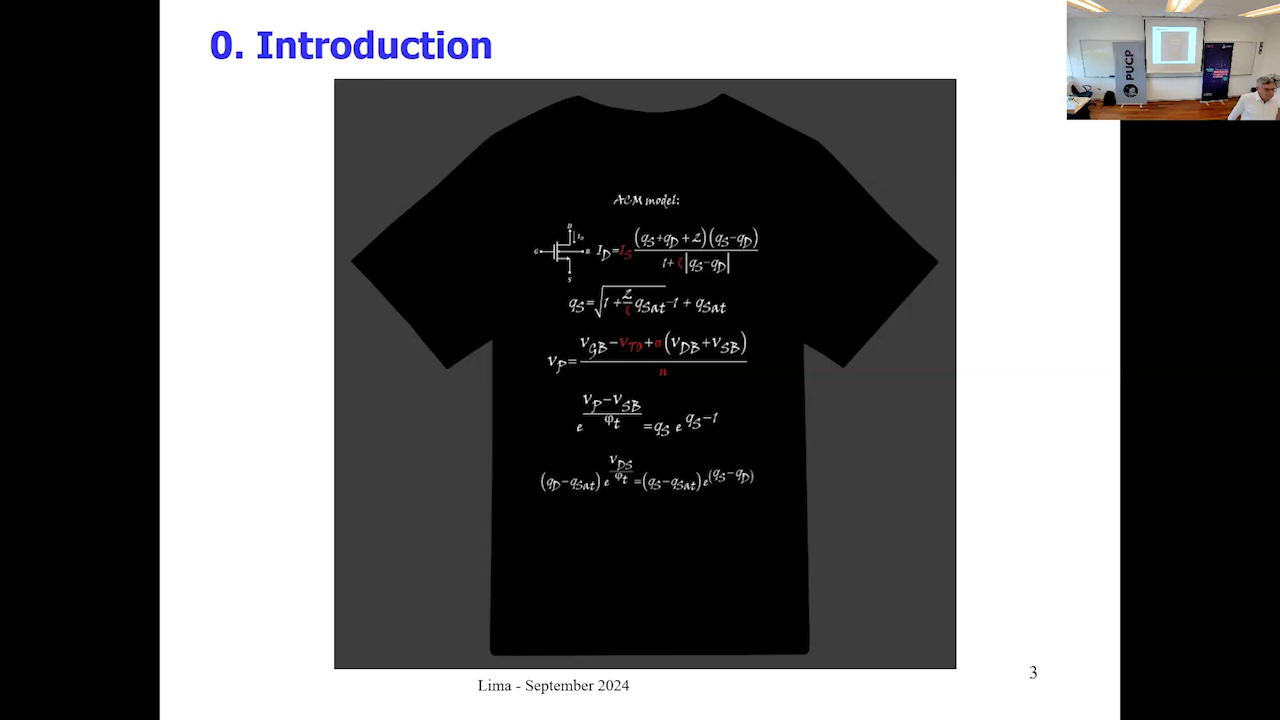 0. Introduction
PUCP
ACM model:
D
I_D
G
B
S
I_D = I_S (q_S + q_D + 2)(q_S − q_D) / (1 + ζ|q_S − q_D|)
q_S = √(1 + (2/ζ) q_Sat) − 1 + q_Sat
V_P = (V_GB − V_T0 + σ(V_DB + V_SB)) / n
e^((V_P − V_SB)/φ_t) = q_S e^(q_S − 1)
(q_D − q_Sat) e^(V_DS/φ_t) = (q_S − q_Sat) e^(q_S − q_D)
3
Lima - September 2024